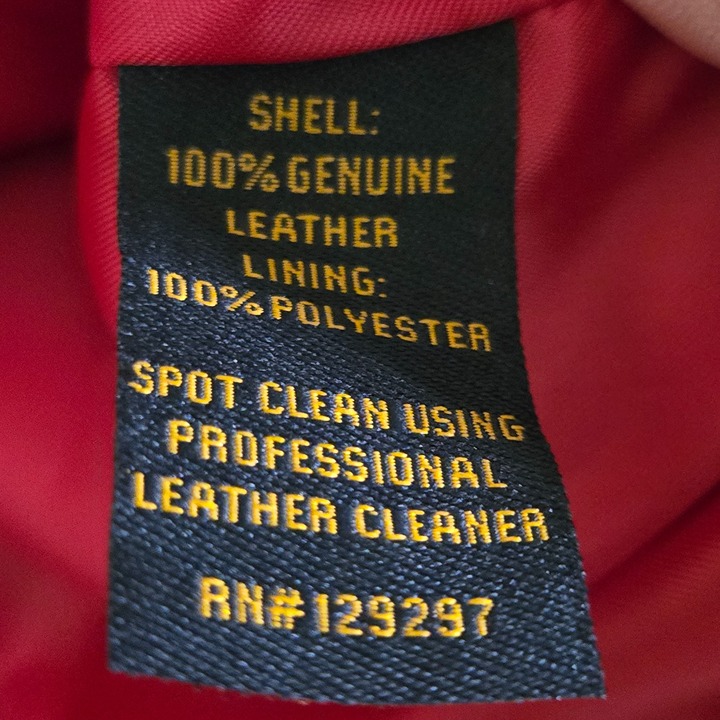 SHELL:
100% GENUINE
LEATHER
LINING:
100% POLYESTER
SPOT CLEAN USING
PROFESSIONAL
LEATHER CLEANER
RN# 129297